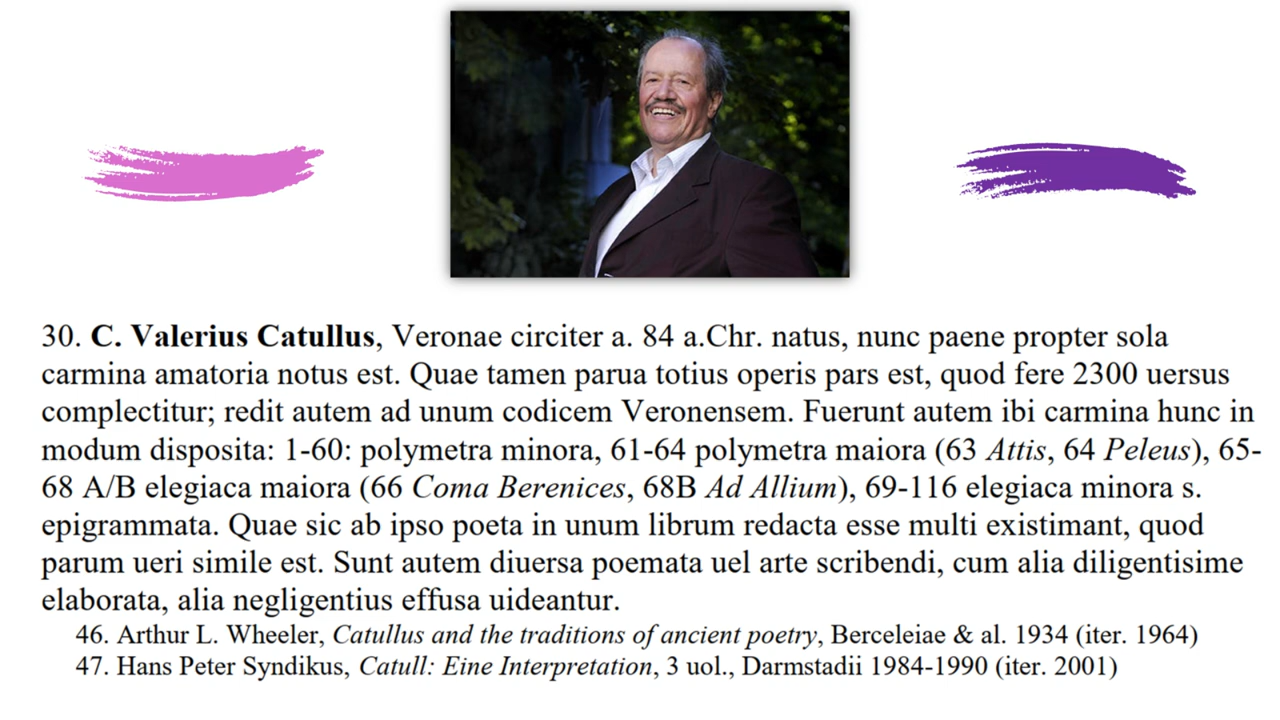 30. C. Valerius Catullus, Veronae circiter a. 84 a.Chr. natus, nunc paene propter sola
carmina amatoria notus est. Quae tamen parua totius operis pars est, quod fere 2300 uersus
complectitur; redit autem ad unum codicem Veronensem. Fuerunt autem ibi carmina hunc in
modum disposita: 1-60: polymetra minora, 61-64 polymetra maiora (63 Attis, 64 Peleus), 65-
68 A/B elegiaca maiora (66 Coma Berenices, 68B Ad Allium), 69-116 elegiaca minora s.
epigrammata. Quae sic ab ipso poeta in unum librum redacta esse multi existimant, quod
parum ueri simile est. Sunt autem diuersa poemata uel arte scribendi, cum alia diligentisime
elaborata, alia negligentius effusa uideantur.
46. Arthur L. Wheeler, Catullus and the traditions of ancient poetry, Berceleiae & al. 1934 (iter. 1964)
47. Hans Peter Syndikus, Catull: Eine Interpretation, 3 uol., Darmstadii 1984-1990 (iter. 2001)